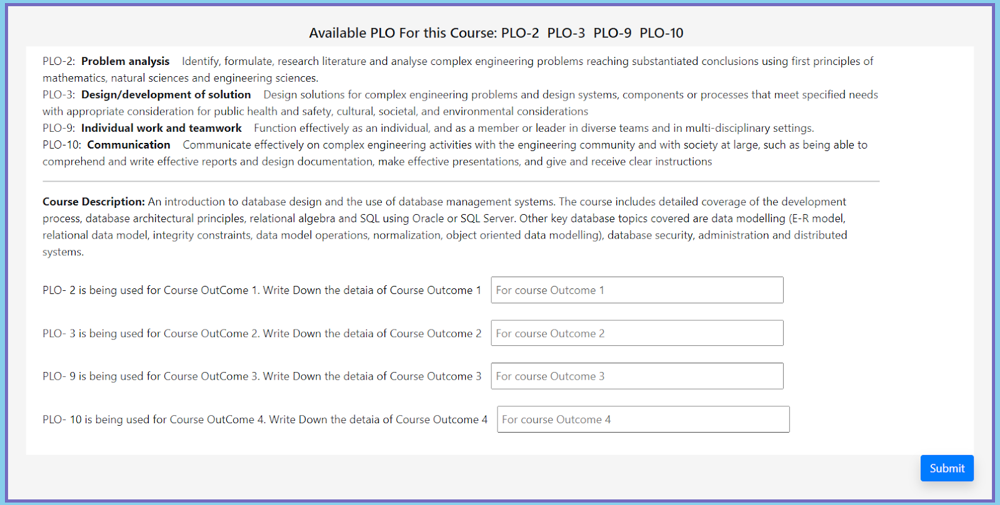 Available PLO For this Course: PLO-2 PLO-3 PLO-9 PLO-10
PLO-2: Problem analysis Identify, formulate, research literature and analyse complex engineering problems reaching substantiated conclusions using first principles of
mathematics, natural sciences and engineering sciences.
PLO-3: Design/development of solution Design solutions for complex engineering problems and design systems, components or processes that meet specified needs
with appropriate consideration for public health and safety, cultural, societal, and environmental considerations
PLO-9: Individual work and teamwork Function effectively as an individual, and as a member or leader in diverse teams and in multi-disciplinary settings.
PLO-10: Communication Communicate effectively on complex engineering activities with the engineering community and with society at large, such as being able to
comprehend and write effective reports and design documentation, make effective presentations, and give and receive clear instructions
Course Description: An introduction to database design and the use of database management systems. The course includes detailed coverage of the development
process, database architectural principles, relational algebra and SQL using Oracle or SQL Server. Other key database topics covered are data modelling (E-R model,
relational data model, integrity constraints, data model operations, normalization, object oriented data modelling), database security, administration and distributed
systems.
PLO- 2 is being used for Course OutCome 1. Write Down the detaia of Course Outcome 1 For course Outcome 1
PLO- 3 is being used for Course OutCome 2. Write Down the detaia of Course Outcome 2 For course Outcome 2
PLO- 9 is being used for Course OutCome 3. Write Down the detaia of Course Outcome 3 For course Outcome 3
PLO- 10 is being used for Course OutCome 4. Write Down the detaia of Course Outcome 4 For course Outcome 4
Submit